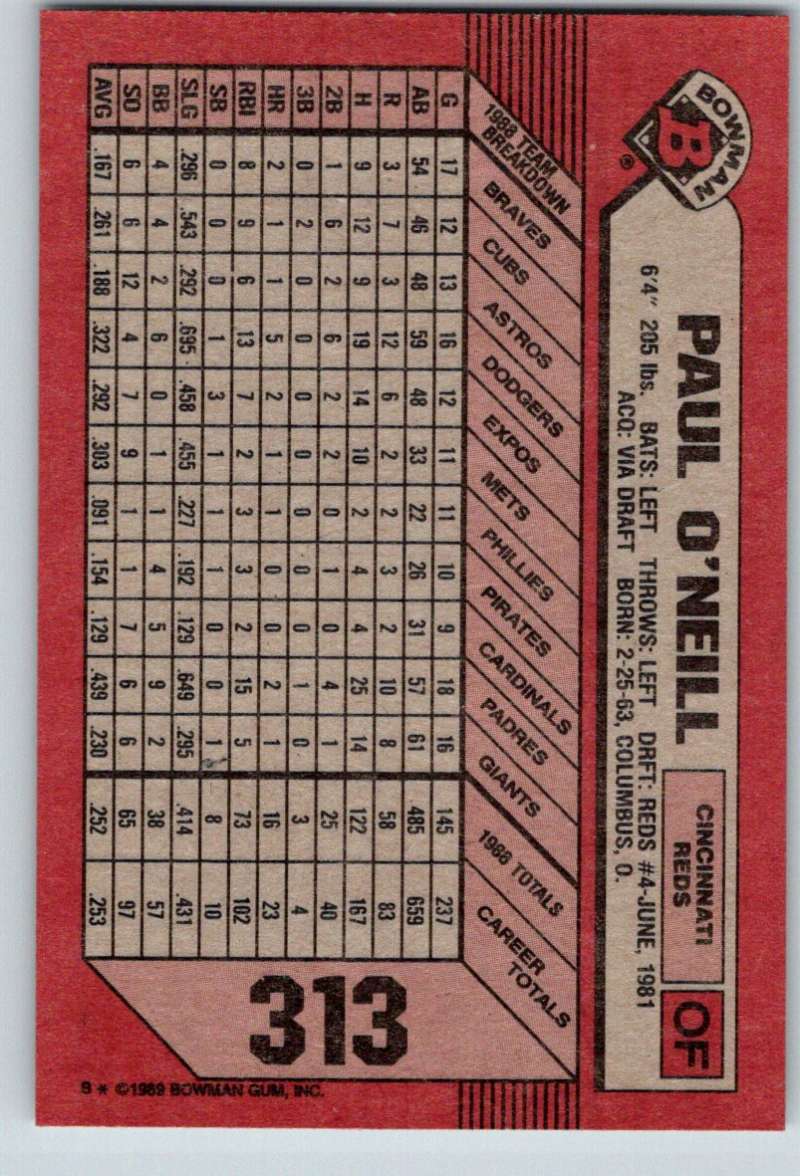 BOWMAN
B
®
PAUL O'NEILL
CINCINNATI
REDS
OF
6'4" 205 lbs. BATS: LEFT THROWS: LEFT DRFT: REDS #4-JUNE, 1981
ACQ: VIA DRAFT BORN: 2-25-63, COLUMBUS, O.
1988 TEAM
BREAKDOWN
G AB R H 2B 3B HR RBI SB SLG BB SO AVG
BRAVES 17 54 3 9 1 0 2 8 0 .296 4 6 .167
CUBS 12 46 7 12 6 2 1 9 0 .543 4 6 .261
ASTROS 13 48 3 9 2 0 1 6 0 .292 2 12 .188
DODGERS 16 59 12 19 6 0 5 13 1 .695 6 4 .322
EXPOS 12 48 6 14 2 0 2 7 3 .458 0 7 .292
METS 11 33 2 10 2 0 1 2 1 .455 1 9 .303
PHILLIES 11 22 2 2 0 0 1 3 1 .227 1 1 .091
PIRATES 10 26 3 4 1 0 0 3 1 .192 4 1 .154
CARDINALS 9 31 2 4 0 0 0 2 0 .129 5 7 .129
PADRES 18 57 10 25 4 1 2 15 0 .649 9 6 .439
GIANTS 16 61 8 14 1 0 1 5 1 .295 2 6 .230
1988 TOTALS 145 485 58 122 25 3 16 73 8 .414 38 65 .252
CAREER
TOTALS 237 659 83 167 40 4 23 102 10 .431 57 97 .253
313
8 * ©1989 BOWMAN GUM, INC.